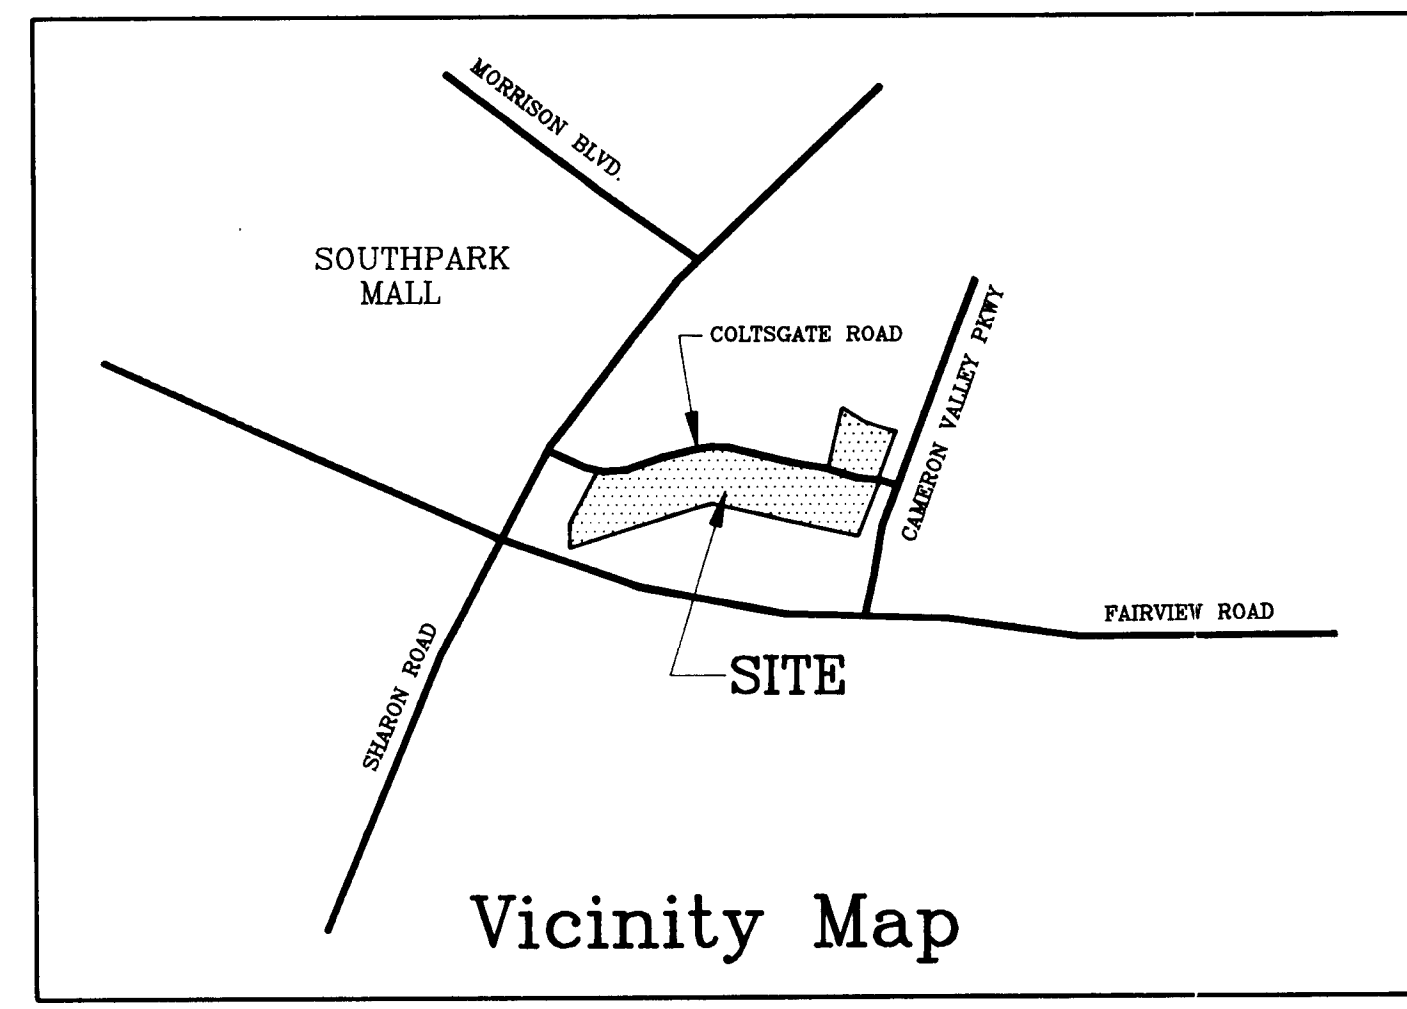 MORRISON BLVD.
SOUTHPARK
MALL
COLTSGATE ROAD
CAMERON VALLEY PKWY
FAIRVIEW ROAD
SITE
SHARON ROAD
Vicinity Map